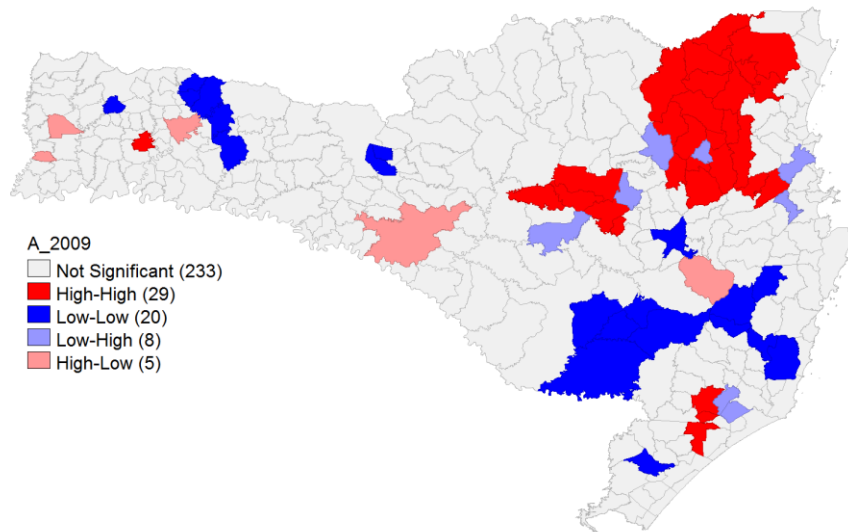 A_2009
Not Significant (233)
High-High (29)
Low-Low (20)
Low-High (8)
High-Low (5)